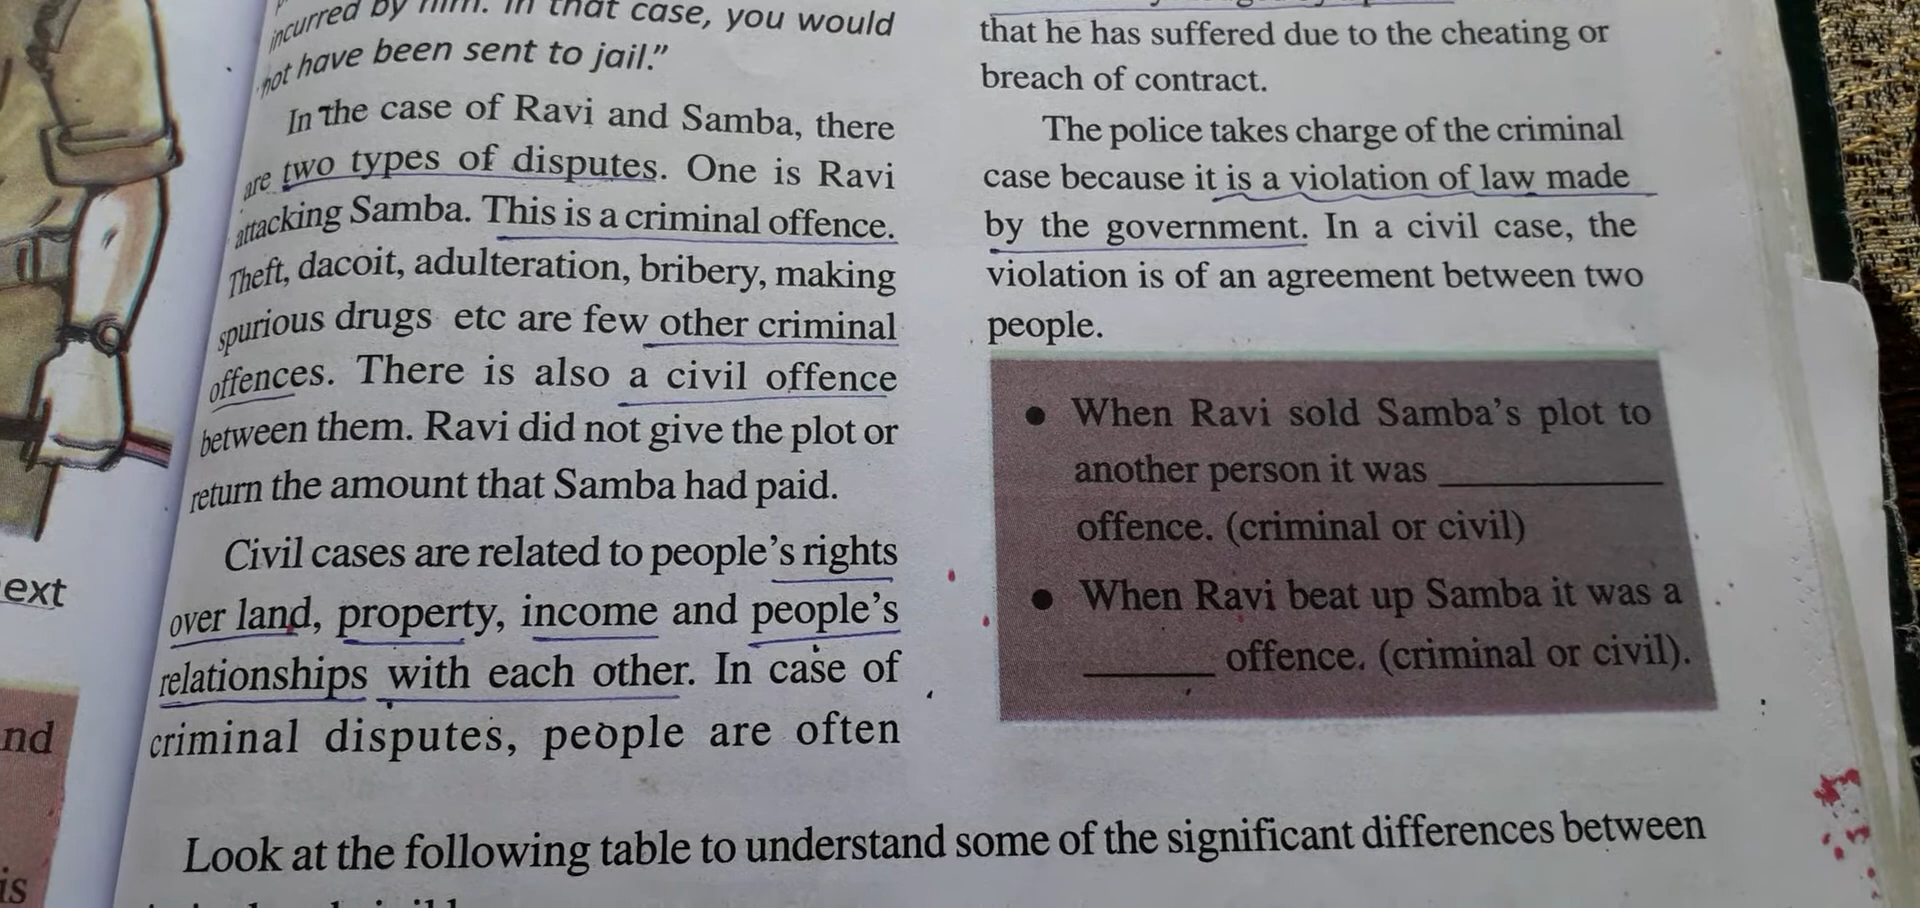 incurred by him. In that case, you would
not have been sent to jail.”
In the case of Ravi and Samba, there
are two types of disputes. One is Ravi
attacking Samba. This is a criminal offence.
Theft, dacoit, adulteration, bribery, making
spurious drugs etc are few other criminal
offences. There is also a civil offence
between them. Ravi did not give the plot or
return the amount that Samba had paid.
Civil cases are related to people’s rights
over land, property, income and people’s
relationships with each other. In case of
criminal disputes, people are often
that he has suffered due to the cheating or
breach of contract.
The police takes charge of the criminal
case because it is a violation of law made
by the government. In a civil case, the
violation is of an agreement between two
people.
● When Ravi sold Samba’s plot to
another person it was ____________
offence. (criminal or civil)
● When Ravi beat up Samba it was a
_______ offence. (criminal or civil).
Look at the following table to understand some of the significant differences between
ext
nd
is